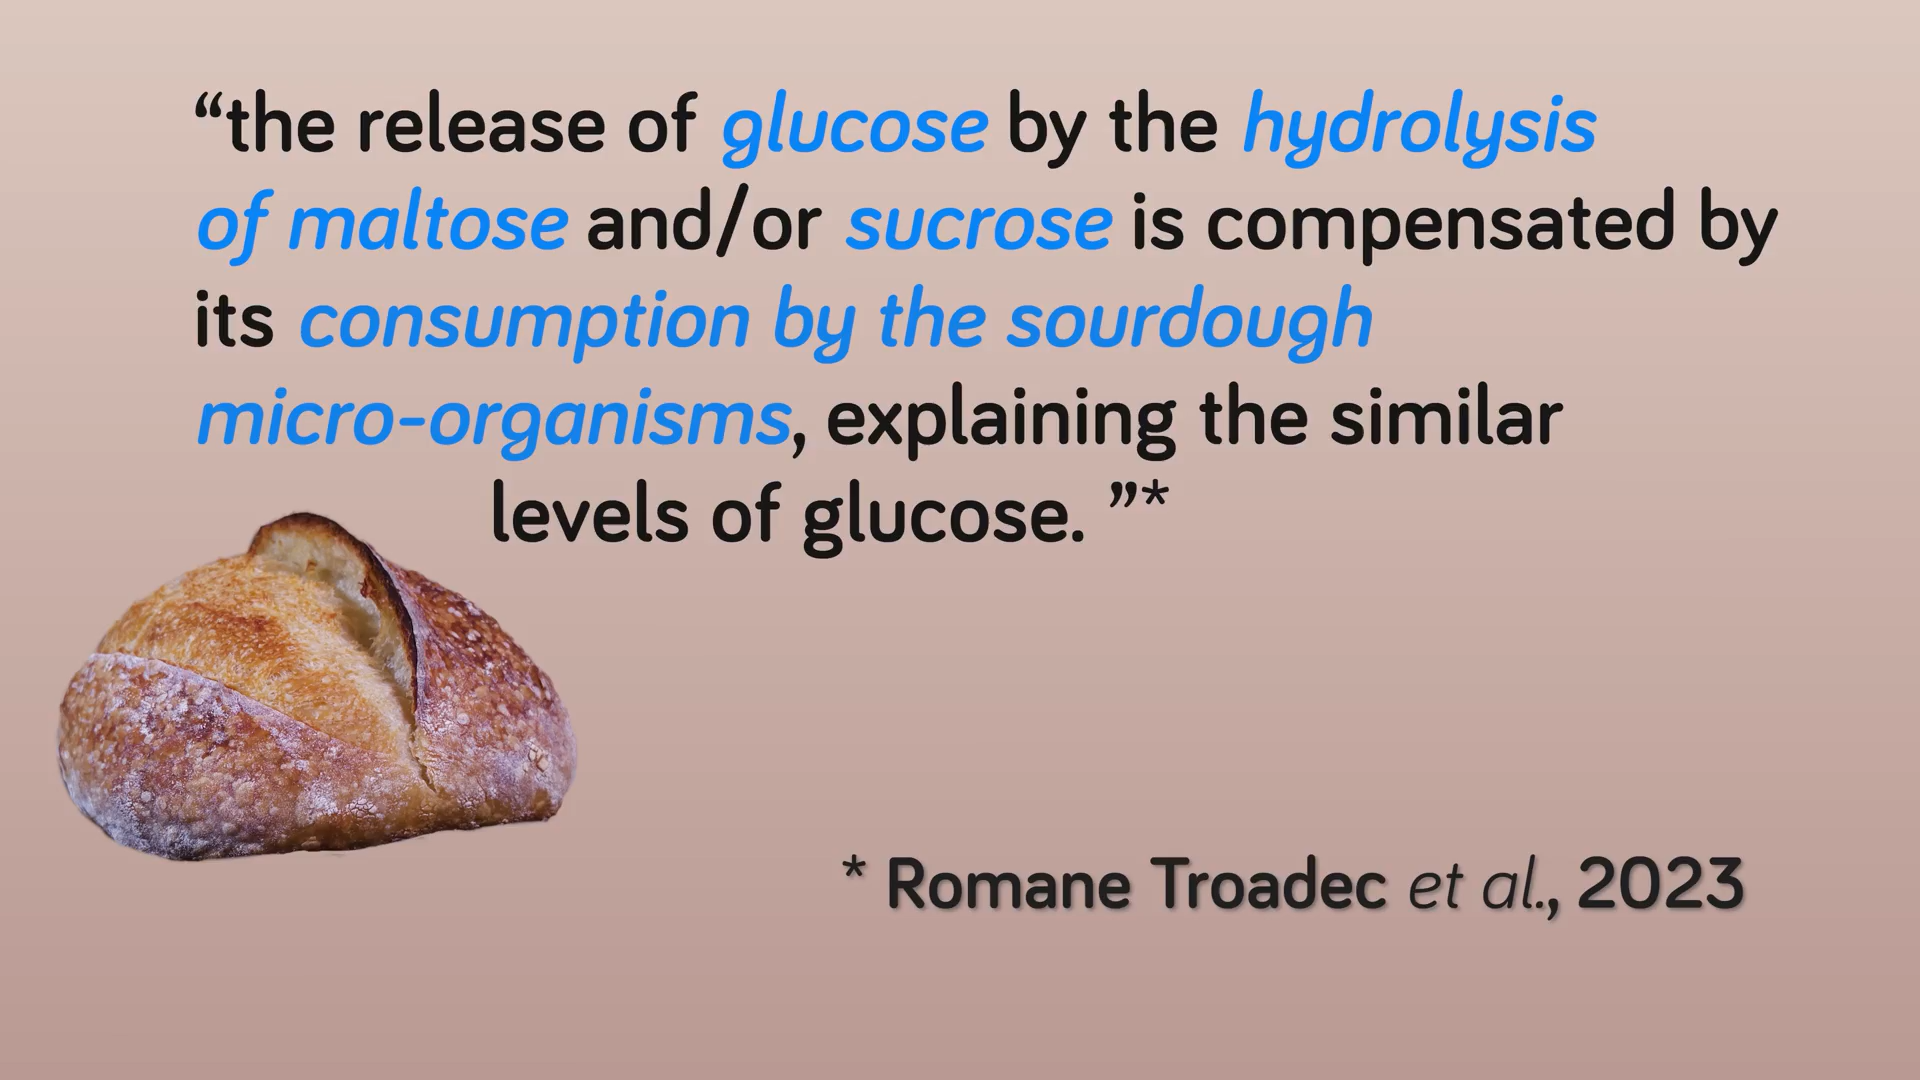 “the release of glucose by the hydrolysis
of maltose and/or sucrose is compensated by
its consumption by the sourdough
micro-organisms, explaining the similar
levels of glucose. ”*
* Romane Troadec et al., 2023